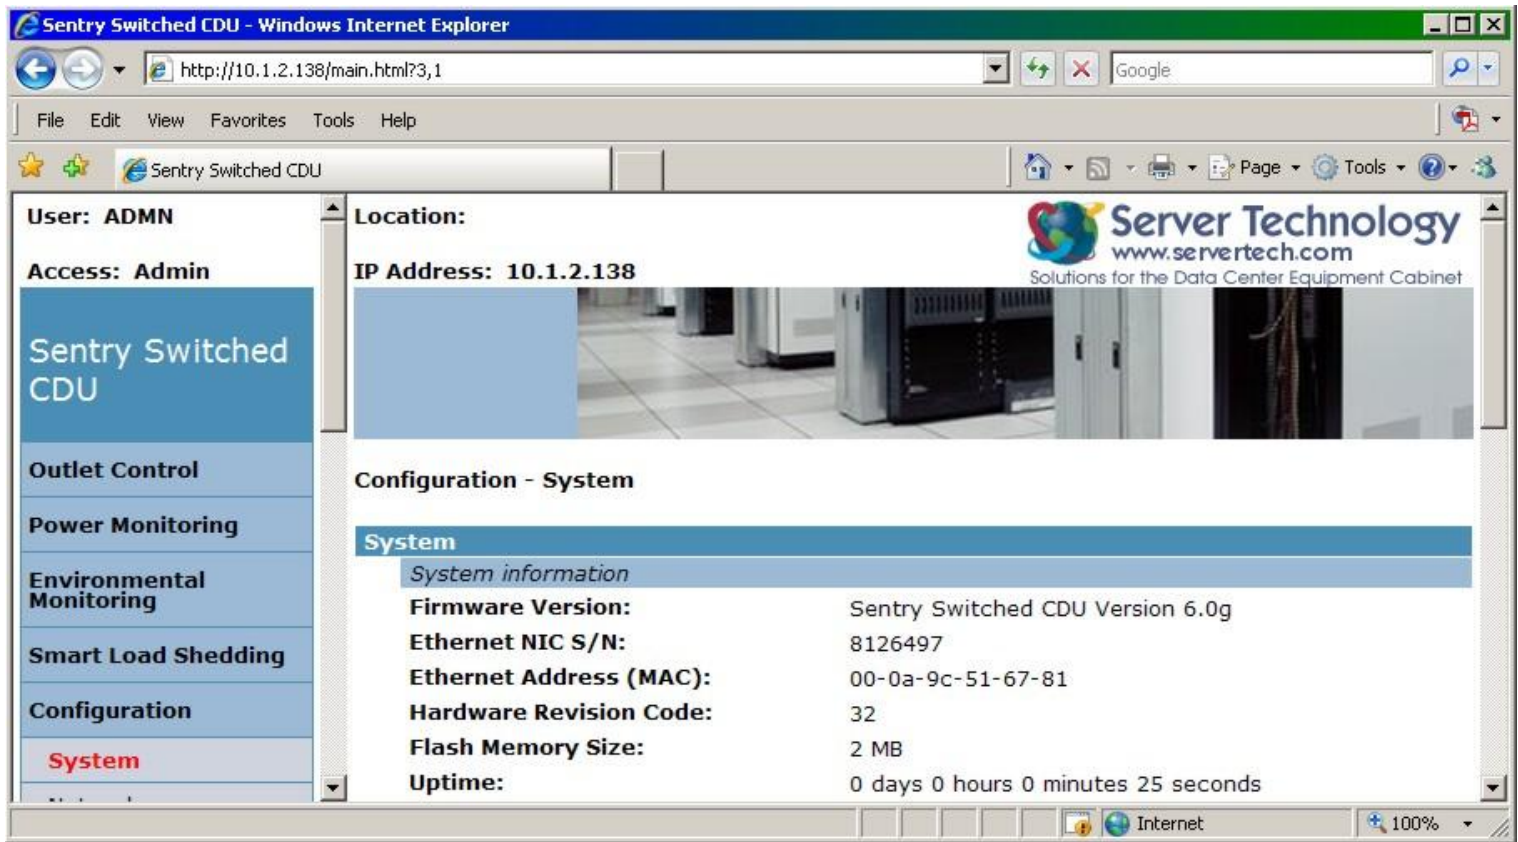 Sentry Switched CDU - Windows Internet Explorer
http://10.1.2.138/main.html?3,1
Google
File Edit View Favorites Tools Help
Sentry Switched CDU
Page Tools
User: ADMN
Access: Admin
Sentry Switched
CDU
Outlet Control
Power Monitoring
Environmental
Monitoring
Smart Load Shedding
Configuration
System
Location:
IP Address: 10.1.2.138
Server Technology
www.servertech.com
Solutions for the Data Center Equipment Cabinet
Configuration - System
System
System information
Firmware Version: Sentry Switched CDU Version 6.0g
Ethernet NIC S/N: 8126497
Ethernet Address (MAC): 00-0a-9c-51-67-81
Hardware Revision Code: 32
Flash Memory Size: 2 MB
Uptime: 0 days 0 hours 0 minutes 25 seconds
Internet 100%